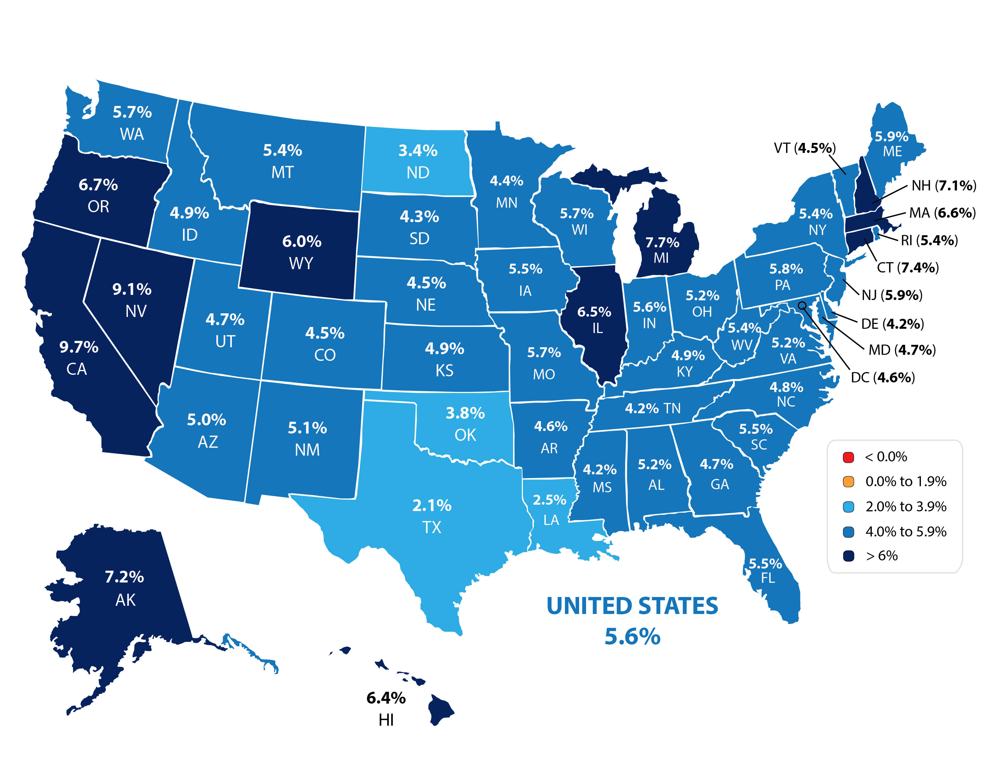 5.7%
WA
6.7%
OR
4.9%
ID
5.4%
MT
3.4%
ND
4.4%
MN
4.3%
SD
6.0%
WY
5.7%
WI
7.7%
MI
5.9%
ME
VT (4.5%)
NH (7.1%)
MA (6.6%)
RI (5.4%)
CT (7.4%)
NJ (5.9%)
DE (4.2%)
MD (4.7%)
DC (4.6%)
5.4%
NY
5.8%
PA
9.1%
NV
9.7%
CA
4.7%
UT
4.5%
CO
4.5%
NE
5.5%
IA
6.5%
IL
5.6%
IN
5.2%
OH
5.4%
WV
5.2%
VA
4.9%
KS
5.7%
MO
4.9%
KY
4.8%
NC
4.2% TN
5.0%
AZ
5.1%
NM
3.8%
OK
4.6%
AR
5.5%
SC
4.2%
MS
5.2%
AL
4.7%
GA
2.1%
TX
2.5%
LA
5.5%
FL
7.2%
AK
6.4%
HI
UNITED STATES
5.6%
< 0.0%
0.0% to 1.9%
2.0% to 3.9%
4.0% to 5.9%
> 6%